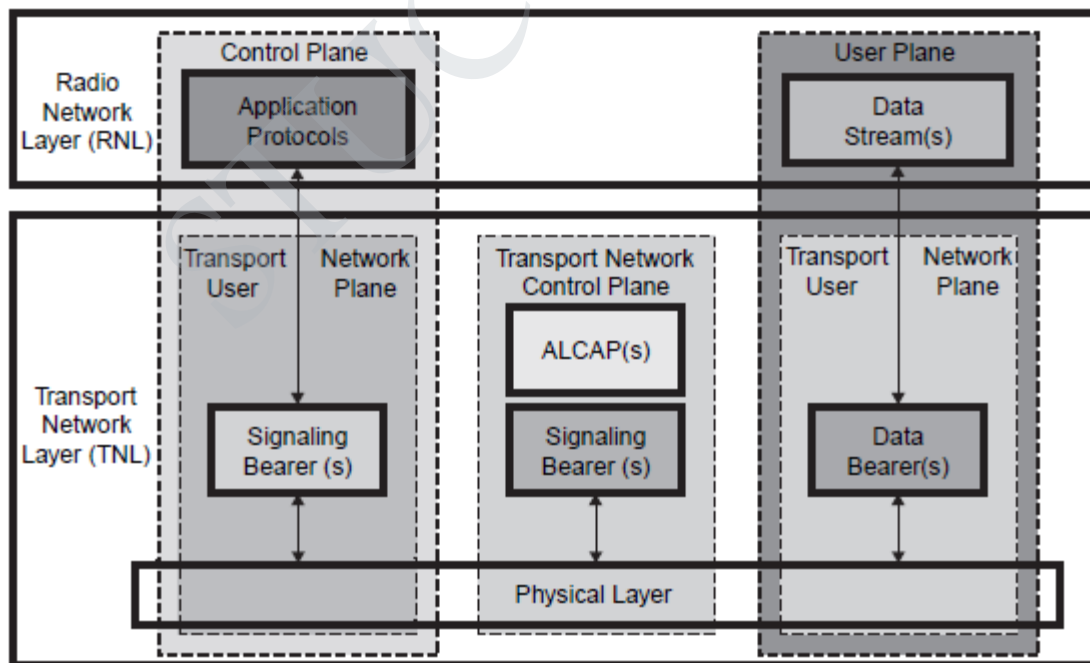 Control Plane
User Plane
Radio
Network
Layer (RNL)
Application
Protocols
Data
Stream(s)
Transport
User
Network
Plane
Transport Network
Control Plane
Transport
User
Network
Plane
ALCAP(s)
Transport
Network
Layer (TNL)
Signaling
Bearer (s)
Signaling
Bearer (s)
Data
Bearer(s)
Physical Layer
STUC